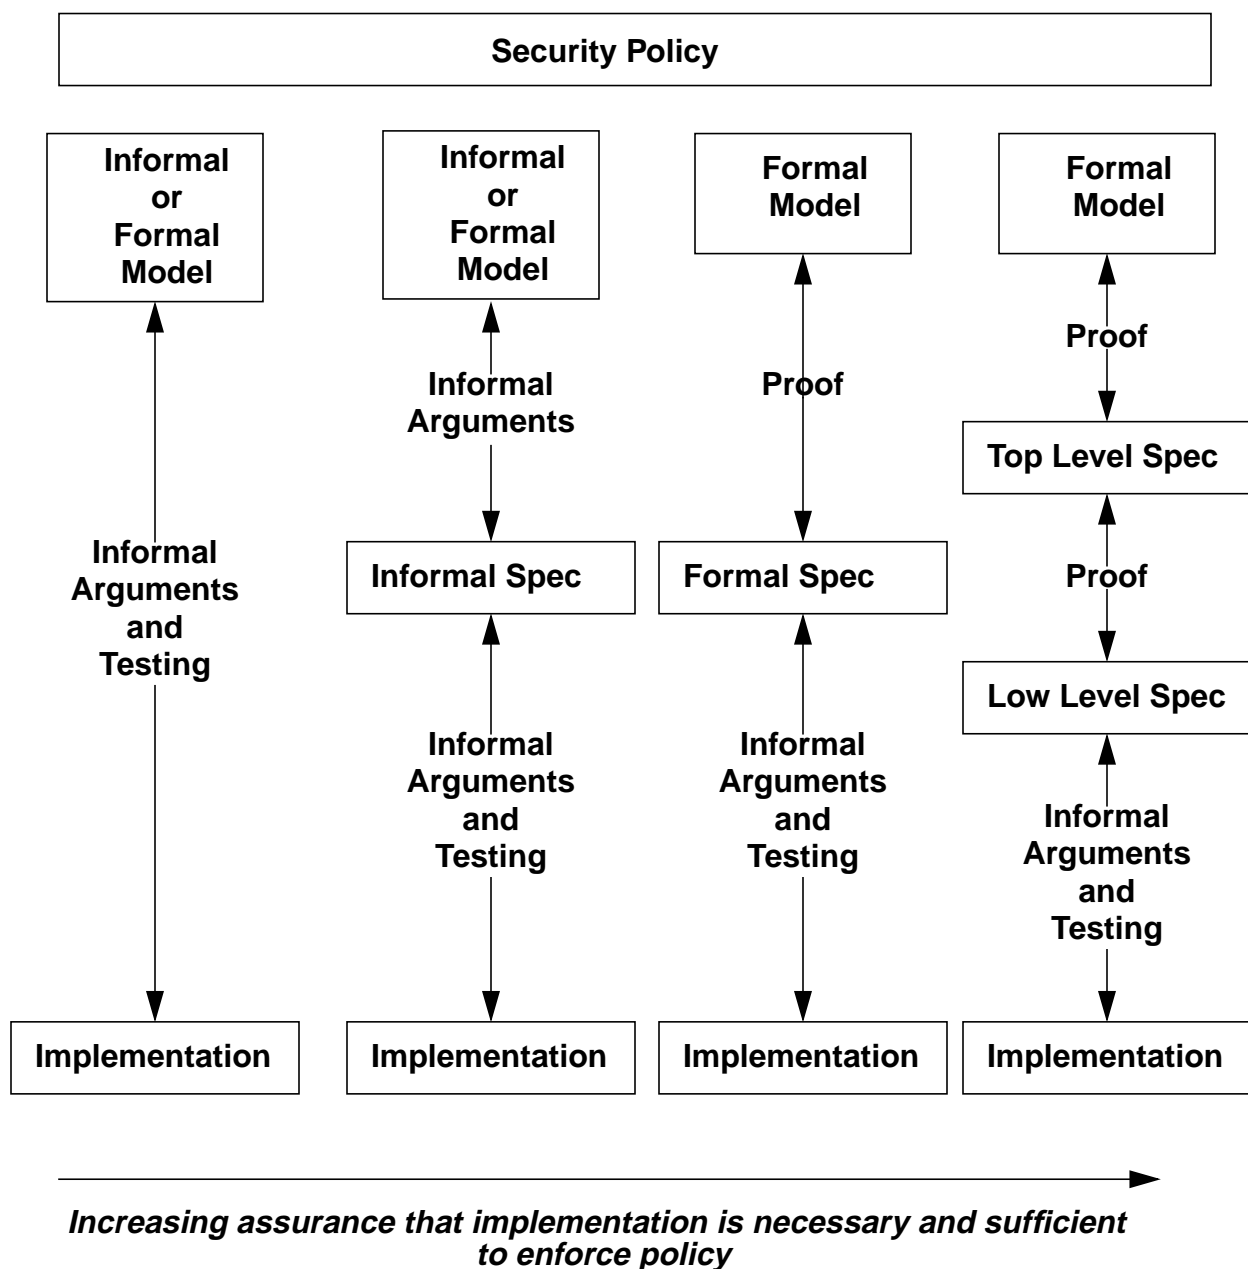 Security Policy
Informal
or
Formal
Model
Informal
or
Formal
Model
Formal
Model
Formal
Model
Informal
Arguments
Proof
Proof
Top Level Spec
Informal
Arguments
and
Testing
Informal Spec
Formal Spec
Proof
Low Level Spec
Informal
Arguments
and
Testing
Informal
Arguments
and
Testing
Informal
Arguments
and
Testing
Implementation
Implementation
Implementation
Implementation
Increasing assurance that implementation is necessary and sufficient
to enforce policy